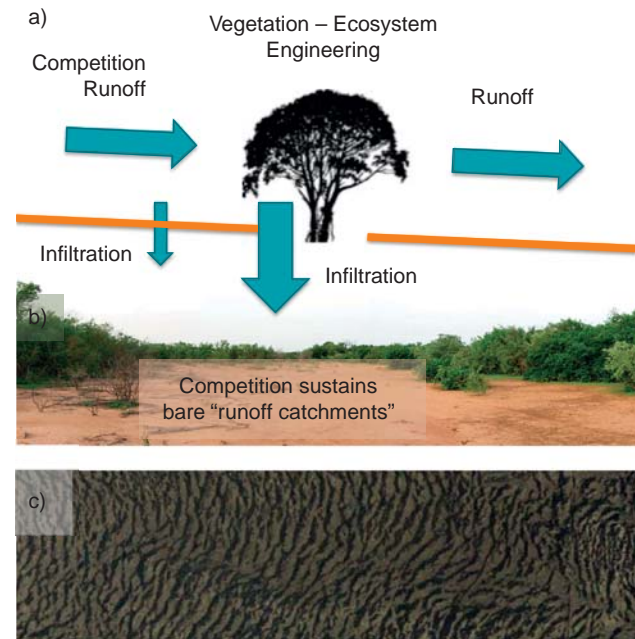 a)
Vegetation – Ecosystem
Engineering
Competition
Runoff
Runoff
Infiltration
Infiltration
b)
Competition sustains
bare “runoff catchments”
c)